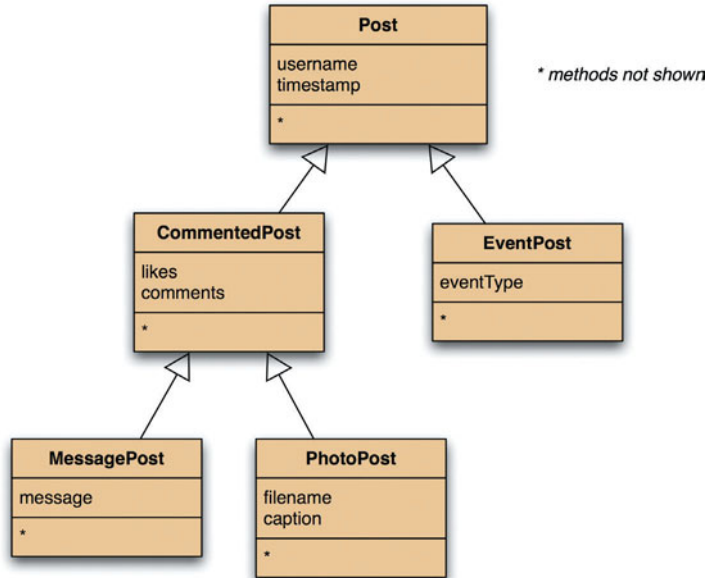 Post
username
timestamp
*
* methods not shown
CommentedPost
likes
comments
*
EventPost
eventType
*
MessagePost
message
*
PhotoPost
filename
caption
*